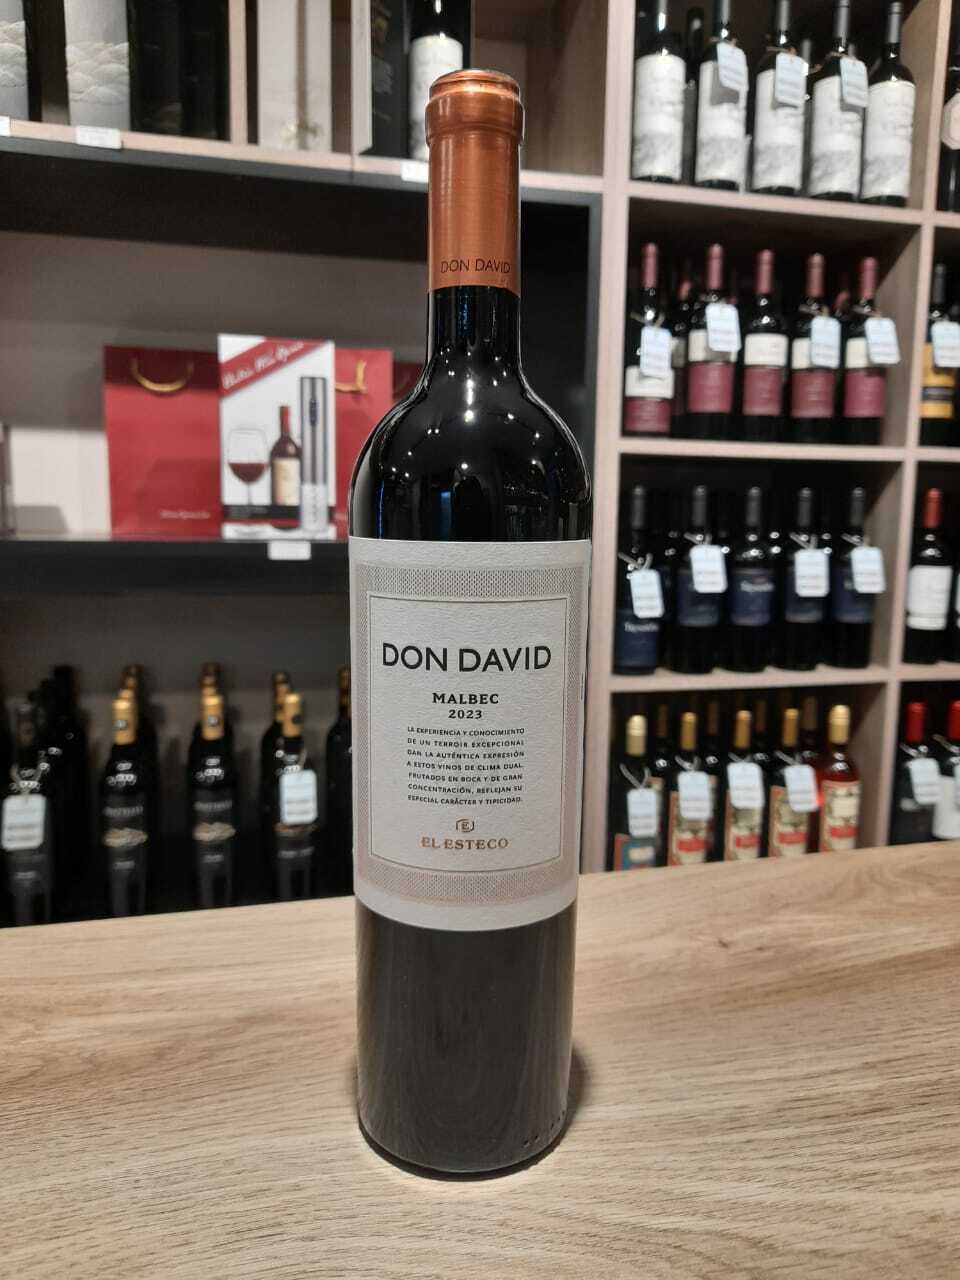 DON DAVID
DON DAVID
MALBEC
2023
LA EXPERIENCIA Y CONOCIMIENTO
DE UN TERROIR EXCEPCIONAL
DAN LA AUTÉNTICA EXPRESIÓN
A ESTOS VINOS DE CLIMA DUAL.
FRUTADOS EN BOCA Y DE GRAN
CONCENTRACIÓN, REFLEJAN SU
ESPECIAL CARÁCTER Y TIPICIDAD.
E
EL ESTECO